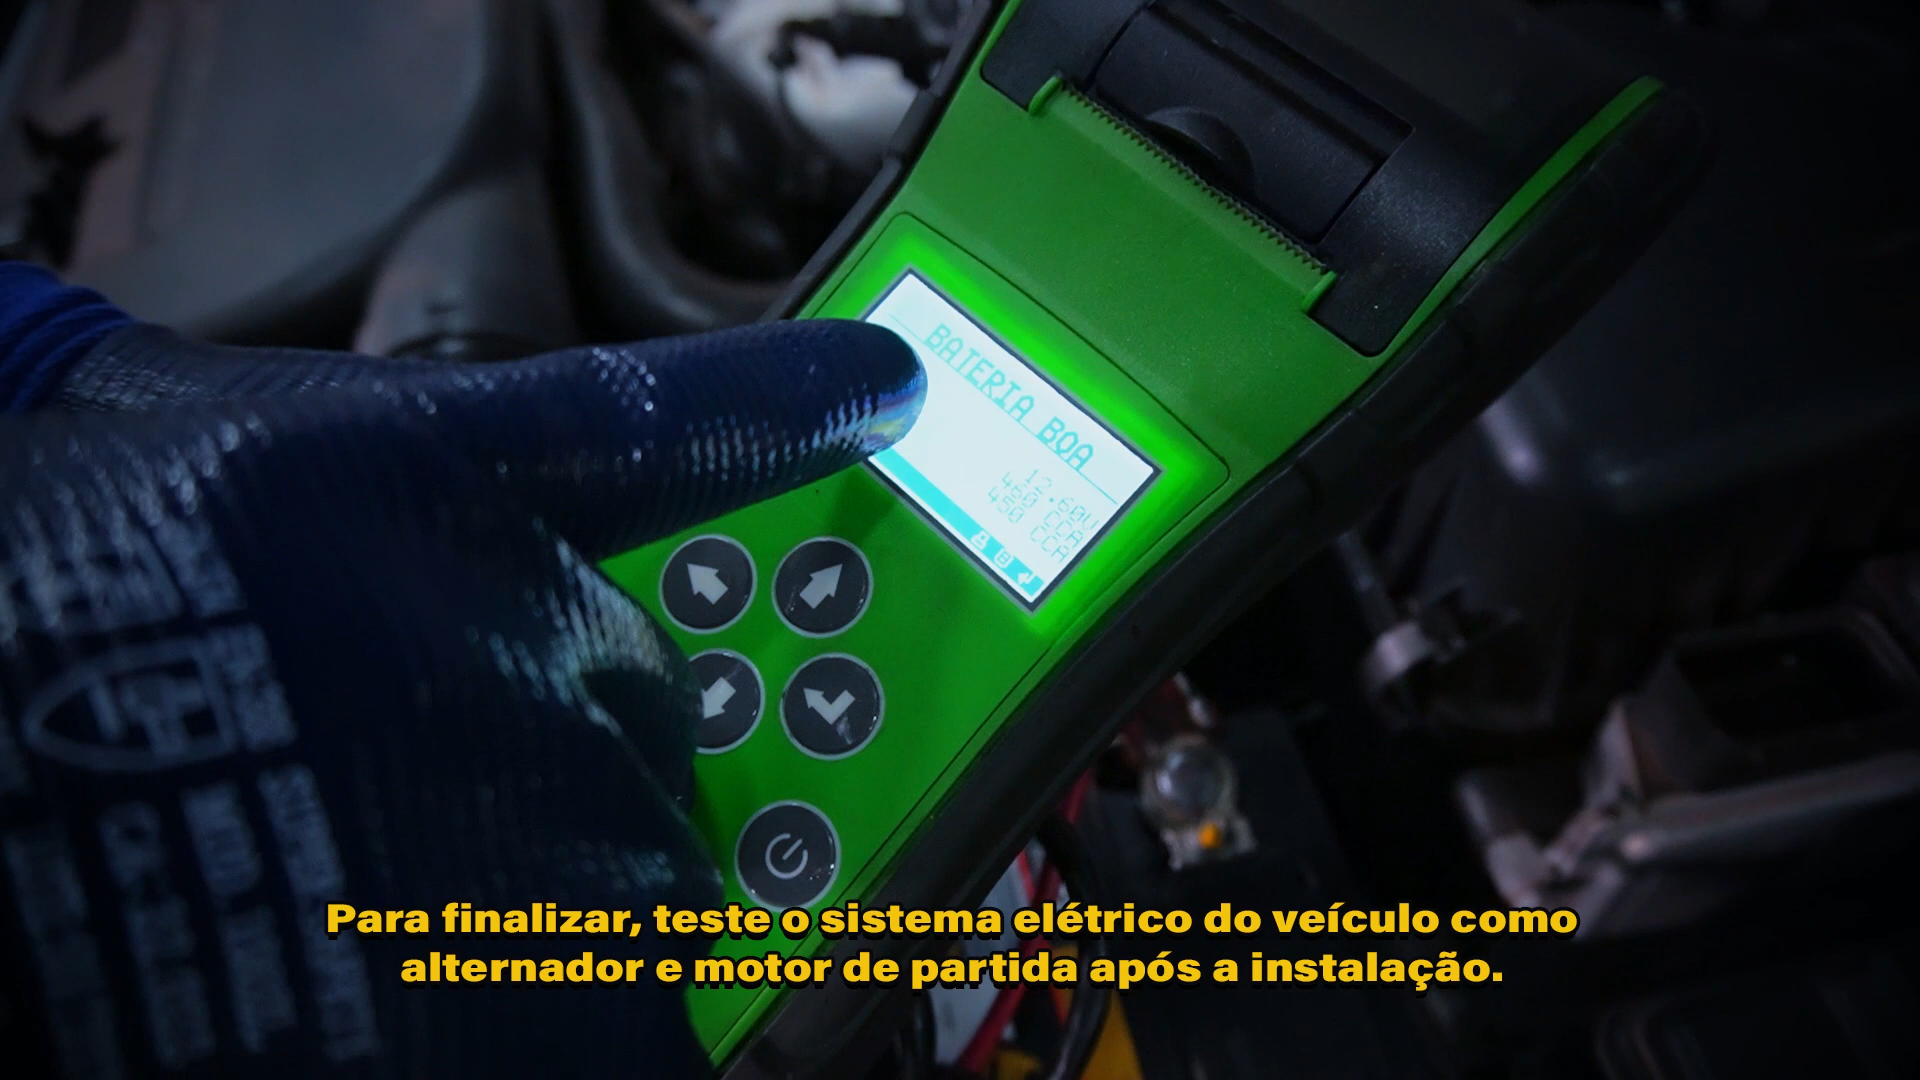 BATERIA BOA
12.60V
460 CCA
450 CCA
Para finalizar, teste o sistema elétrico do veículo como
alternador e motor de partida após a instalação.